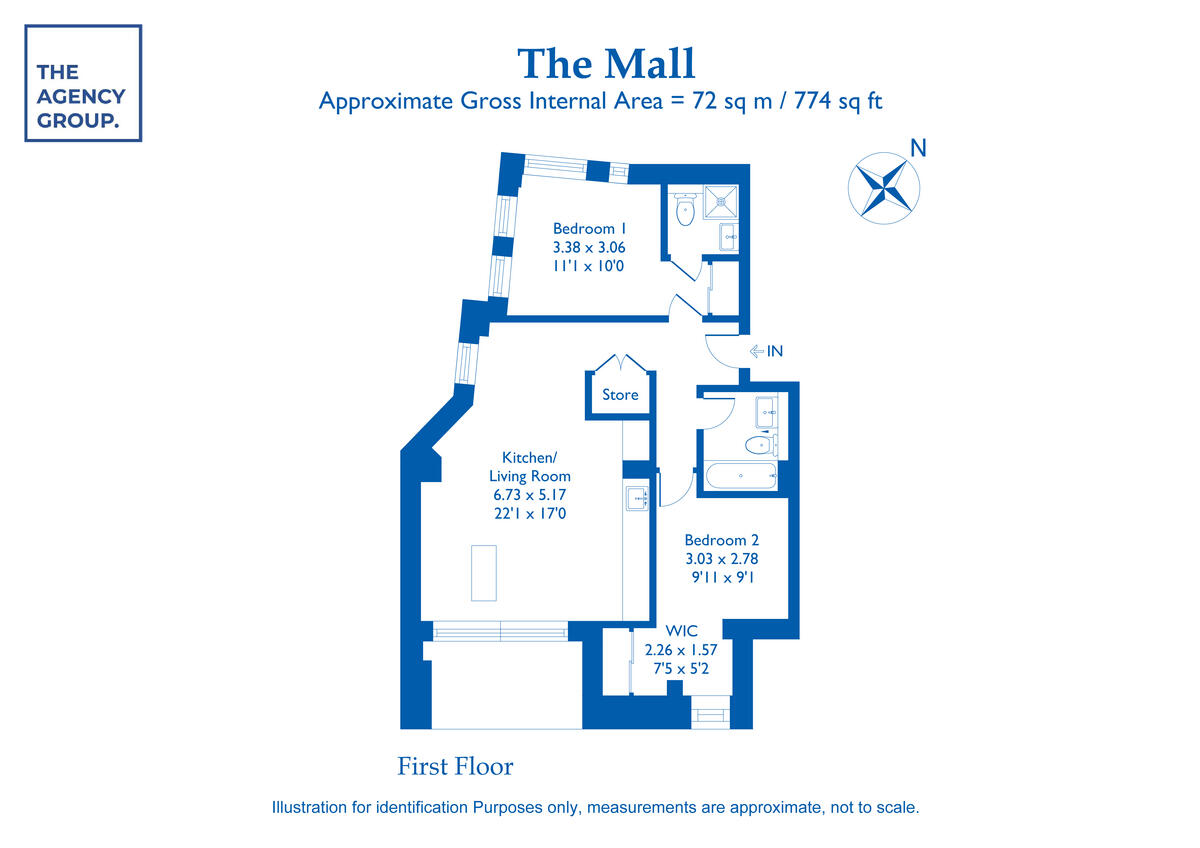 THE
AGENCY
GROUP.
The Mall
Approximate Gross Internal Area = 72 sq m / 774 sq ft
N
Bedroom 1
3.38 x 3.06
11'1 x 10'0
IN
Store
Kitchen/
Living Room
6.73 x 5.17
22'1 x 17'0
Bedroom 2
3.03 x 2.78
9'11 x 9'1
WIC
2.26 x 1.57
7'5 x 5'2
First Floor
Illustration for identification Purposes only, measurements are approximate, not to scale.